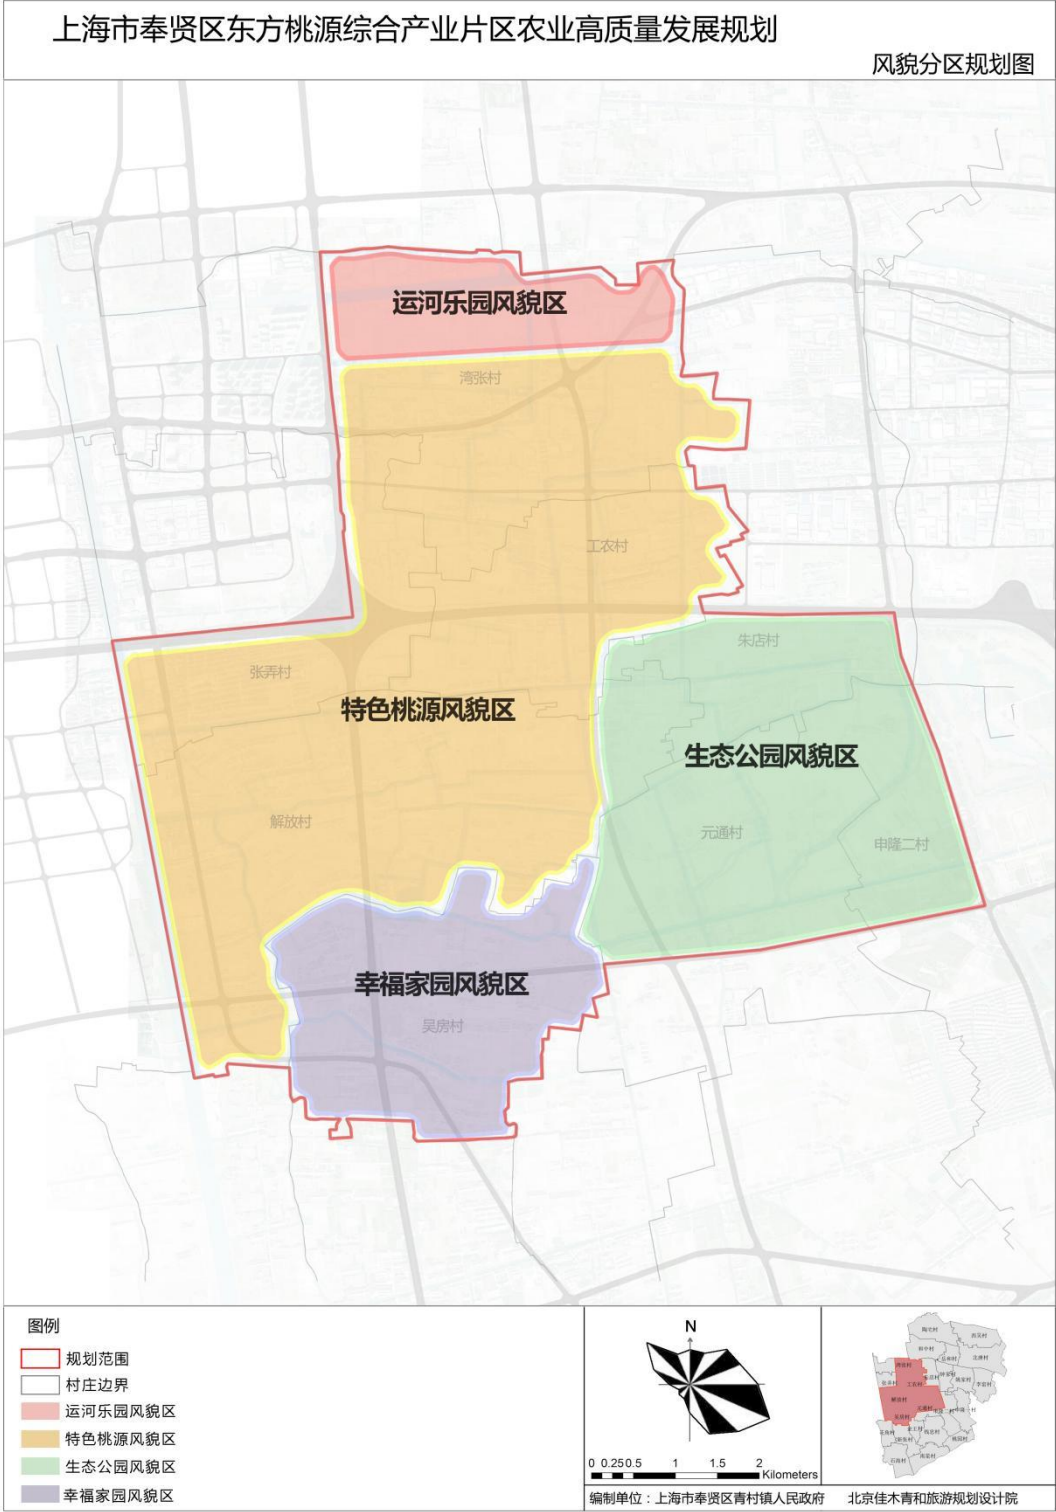 上海市奉贤区东方桃源综合产业片区农业高质量发展规划
风貌分区规划图
运河乐园风貌区
湾张村
工农村
朱店村
张弄村
特色桃源风貌区
生态公园风貌区
解放村
元通村
申隆二村
幸福家园风貌区
吴房村
图例
规划范围
村庄边界
运河乐园风貌区
特色桃源风貌区
生态公园风貌区
幸福家园风貌区
N
0 0.25 0.5 1 1.5 2
Kilometers
编制单位：上海市奉贤区青村镇人民政府 北京佳木青和旅游规划设计院